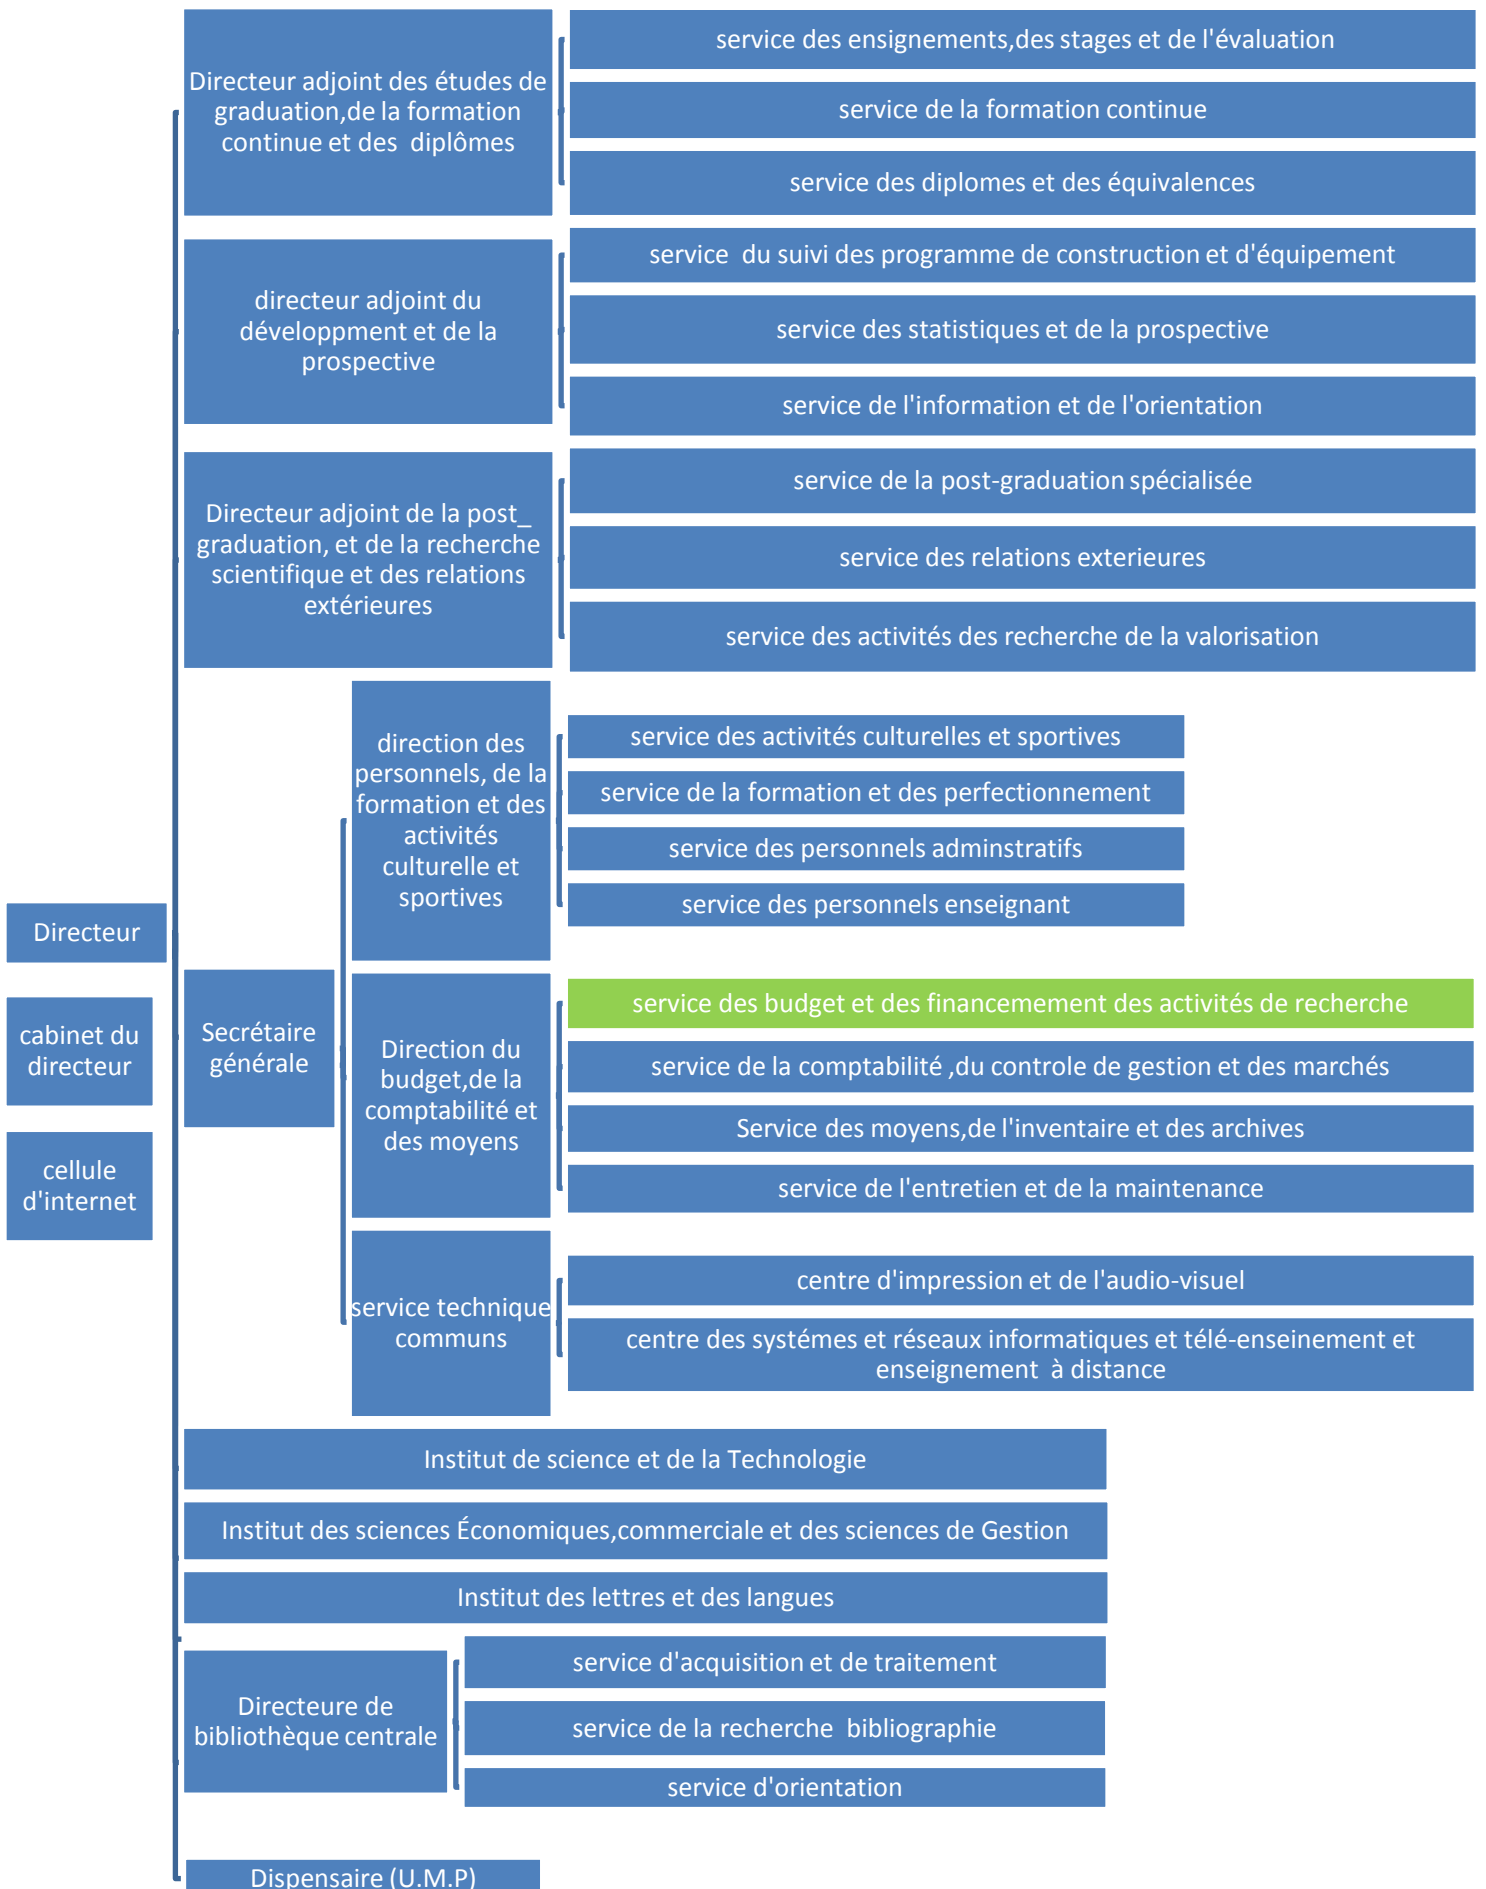 Directeur adjoint des études de
graduation,de la formation
continue et des diplômes
service des ensignements,des stages et de l'évaluation
service de la formation continue
service des diplomes et des équivalences
directeur adjoint du
développment et de la
prospective
service du suivi des programme de construction et d'équipement
service des statistiques et de la prospective
service de l'information et de l'orientation
Directeur adjoint de la post_
graduation, et de la recherche
scientifique et des relations
extérieures
service de la post-graduation spécialisée
service des relations exterieures
service des activités des recherche de la valorisation
Directeur
cabinet du
directeur
cellule
d'internet
Secrétaire
générale
direction des
personnels, de la
formation et des
activités
culturelle et
sportives
service des activités culturelles et sportives
service de la formation et des perfectionnement
service des personnels adminstratifs
service des personnels enseignant
Direction du
budget,de la
comptabilité et
des moyens
service des budget et des financemement des activités de recherche
service de la comptabilité ,du controle de gestion et des marchés
Service des moyens,de l'inventaire et des archives
service de l'entretien et de la maintenance
service technique
communs
centre d'impression et de l'audio-visuel
centre des systémes et réseaux informatiques et télé-enseinement et
enseignement à distance
Institut de science et de la Technologie
Institut des sciences Économiques,commerciale et des sciences de Gestion
Institut des lettres et des langues
Directeure de
bibliothèque centrale
service d'acquisition et de traitement
service de la recherche bibliographie
service d'orientation
Dispensaire (U.M.P)